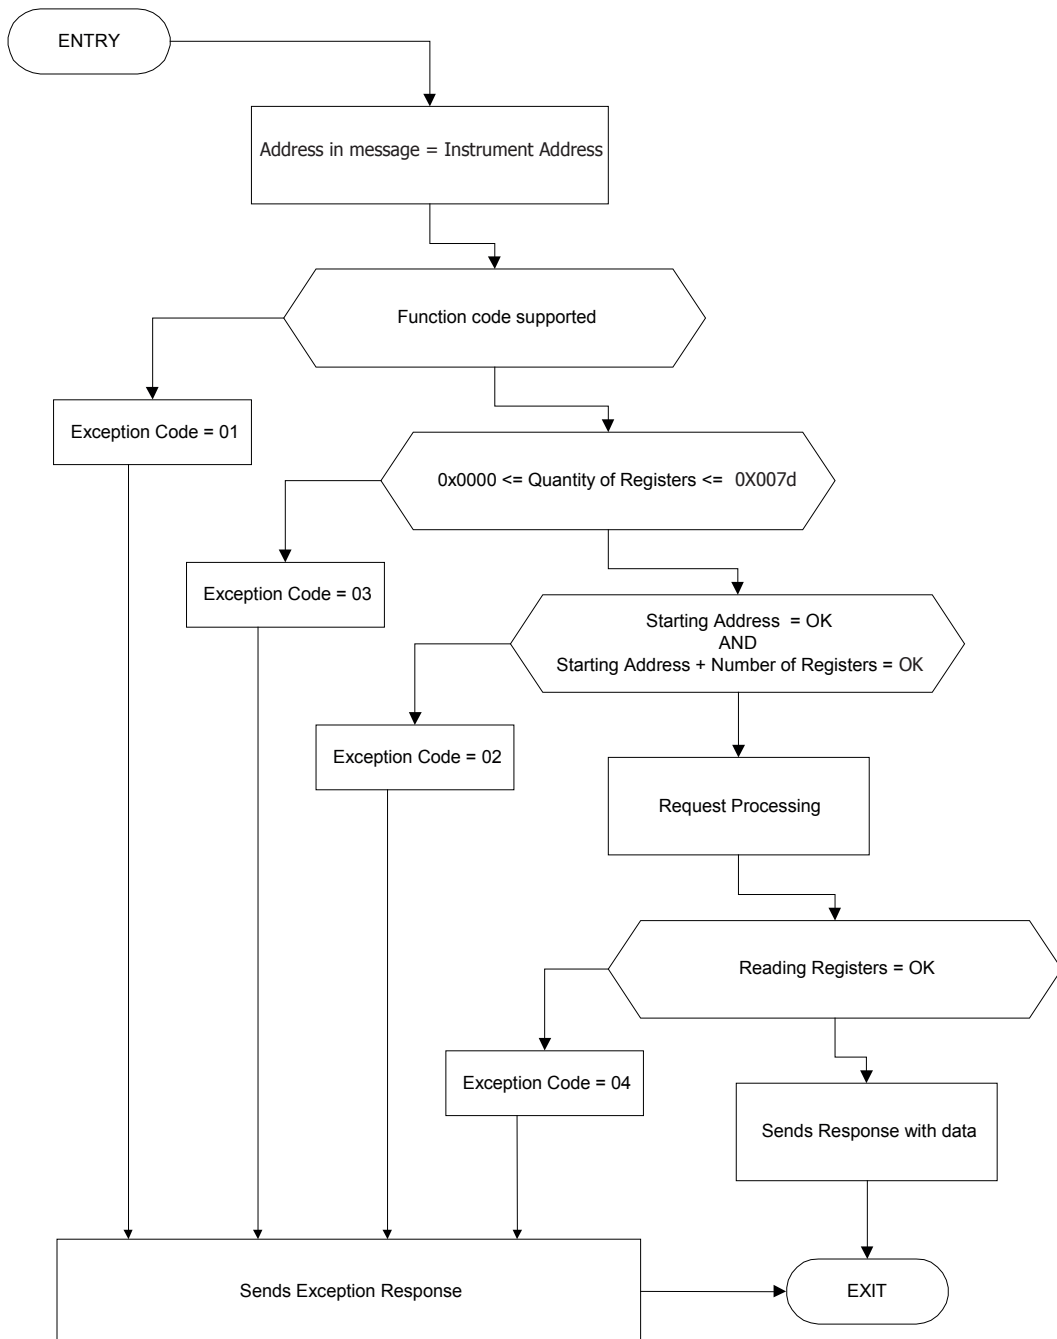 ENTRY
Address in message = Instrument Address
Function code supported
Exception Code = 01
0x0000 <= Quantity of Registers <= 0X007d
Exception Code = 03
Starting Address = OK
AND
Starting Address + Number of Registers = OK
Exception Code = 02
Request Processing
Reading Registers = OK
Exception Code = 04
Sends Response with data
Sends Exception Response
EXIT